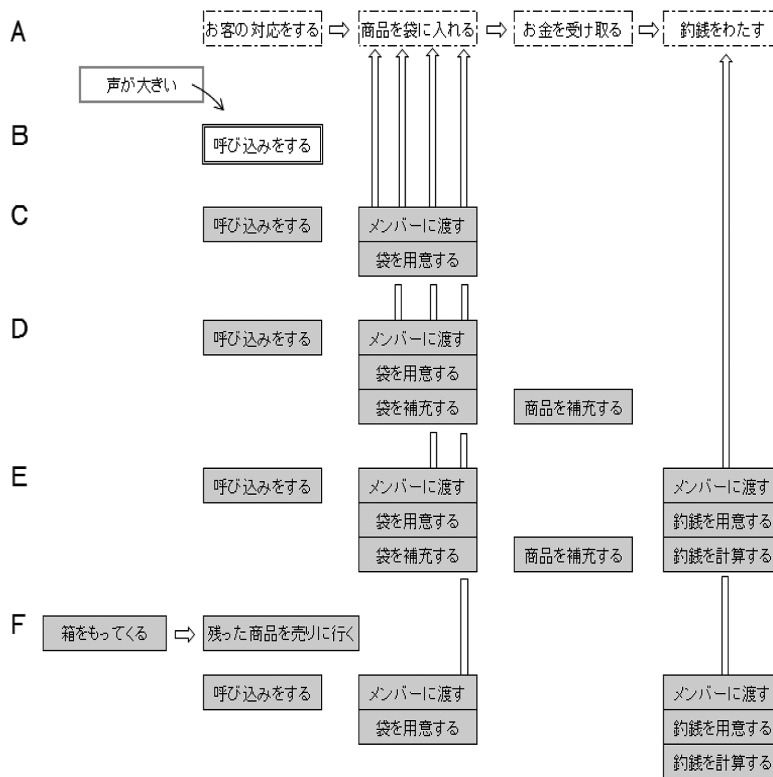 A
お客の対応をする
商品を袋に入れる
お金を受け取る
釣銭をわたす
声が大きい
B
呼び込みをする
C
呼び込みをする
メンバーに渡す
袋を用意する
D
呼び込みをする
メンバーに渡す
袋を用意する
袋を補充する
商品を補充する
E
呼び込みをする
メンバーに渡す
メンバーに渡す
袋を用意する
釣銭を用意する
袋を補充する
商品を補充する
釣銭を計算する
F
箱をもってくる
残った商品を売りに行く
呼び込みをする
メンバーに渡す
メンバーに渡す
袋を用意する
釣銭を用意する
釣銭を計算する